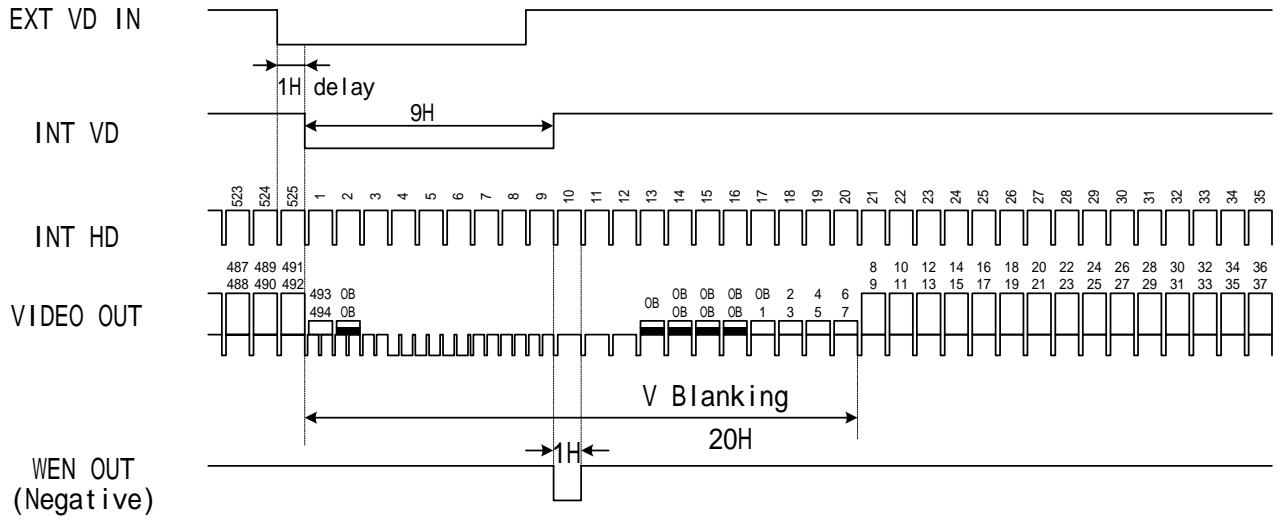 EXT VD IN
1H delay
INT VD
9H
INT HD
523 524 525 1 2 3 4 5 6 7 8 9 10 11 12 13 14 15 16 17 18 19 20 21 22 23 24 25 26 27 28 29 30 31 32 33 34 35
VIDEO OUT
487 489 491 8 10 12 14 16 18 20 22 24 26 28 30 32 34 36
488 490 492 493 OB OB OB OB OB OB 2 4 6 9 11 13 15 17 19 21 23 25 27 29 31 33 35 37
494 OB OB OB OB 1 3 5 7
V Blanking
20H
1H
WEN OUT
(Negative)